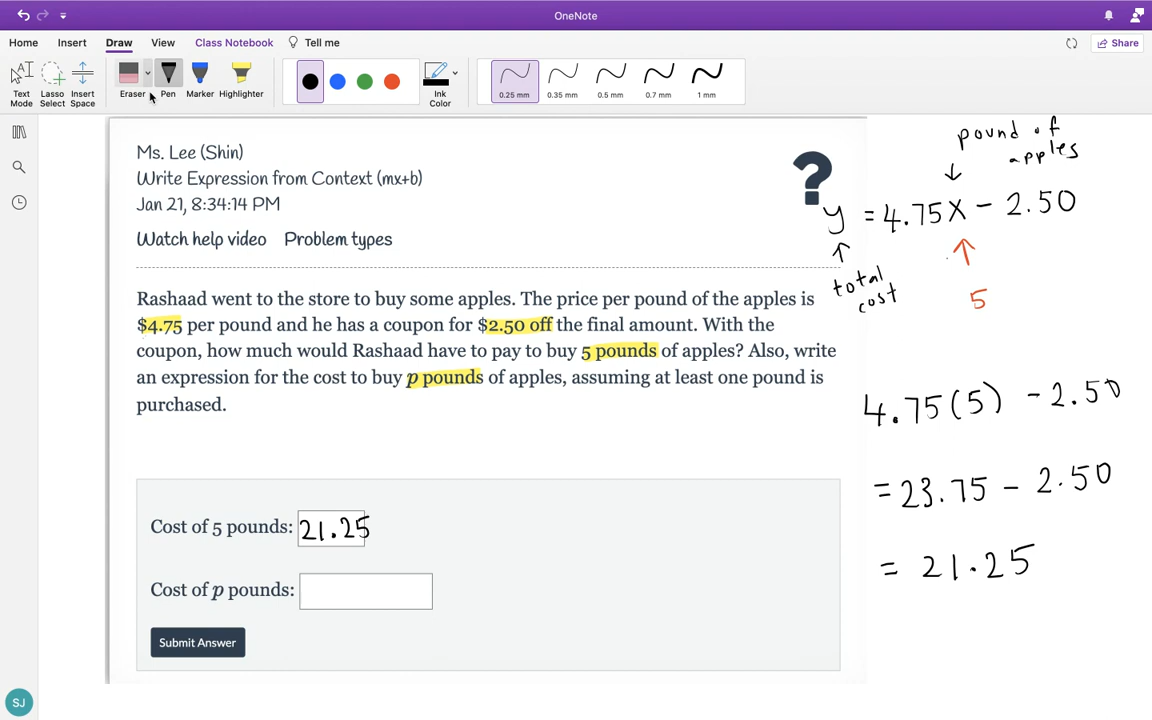 OneNote
Home Insert Draw View Class Notebook Tell me
Share
Text Mode
Lasso Select
Insert Space
Eraser
Pen
Marker
Highlighter
Ink Color
0.25 mm
0.35 mm
0.5 mm
0.7 mm
1 mm
Ms. Lee (Shin)
Write Expression from Context (mx+b)
Jan 21, 8:34:14 PM
Watch help video Problem types
?
Rashaad went to the store to buy some apples. The price per pound of the apples is
$4.75 per pound and he has a coupon for $2.50 off the final amount. With the
coupon, how much would Rashaad have to pay to buy 5 pounds of apples? Also, write
an expression for the cost to buy p pounds of apples, assuming at least one pound is
purchased.
Cost of 5 pounds: 21.25
Cost of p pounds:
Submit Answer
pound of
apples
↓
y = 4.75x - 2.50
↑ ↑
total
cost
5
4.75(5) - 2.50
= 23.75 - 2.50
= 21.25
SJ